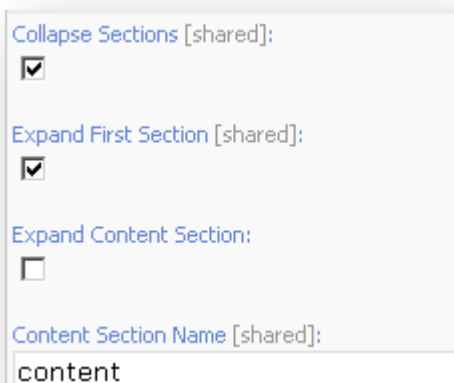 Collapse Sections [shared]:
Expand First Section [shared]:
Expand Content Section:
Content Section Name [shared]:
content